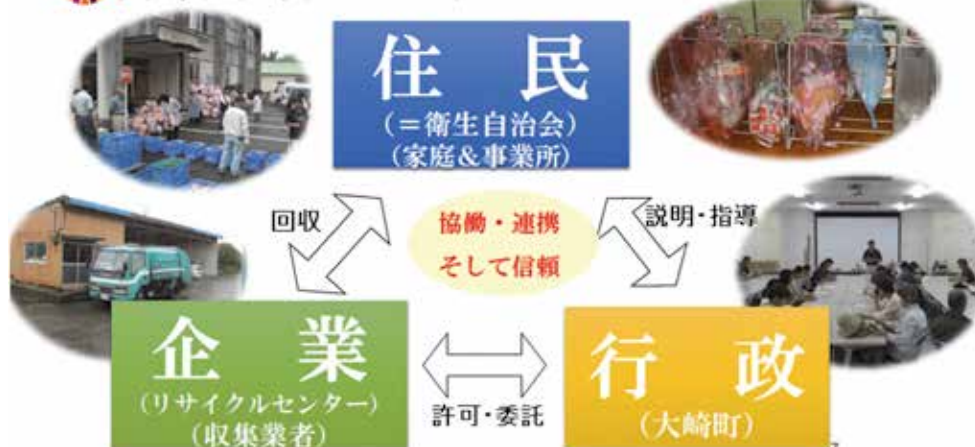 住　民
(＝衛生自治会)
(家庭&事業所)
回収
協働・連携
そして信頼
説明・指導
企　業
(リサイクルセンター)
(収集業者)
許可・委託
行　政
(大崎町)